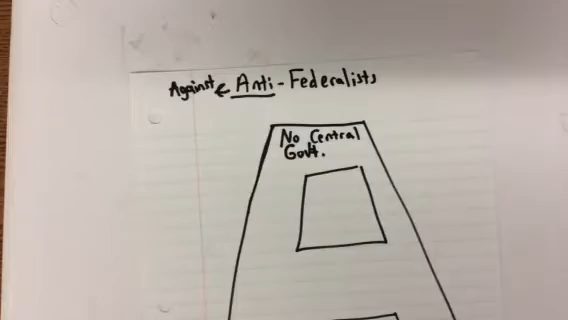 Against ← Anti-Federalists
No Central
Govt.